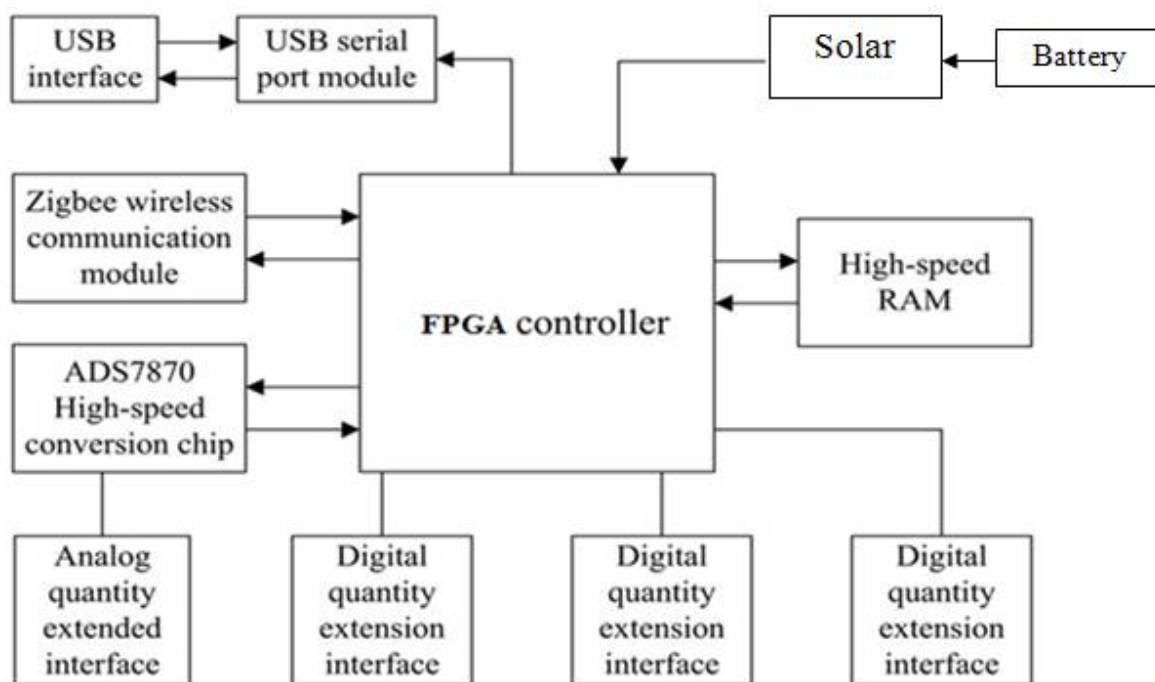 USB
interface
USB serial
port module
Solar
Battery
Zigbee wireless
communication
module
FPGA controller
High-speed
RAM
ADS7870
High-speed
conversion chip
Analog
quantity
extended
interface
Digital
quantity
extension
interface
Digital
quantity
extension
interface
Digital
quantity
extension
interface